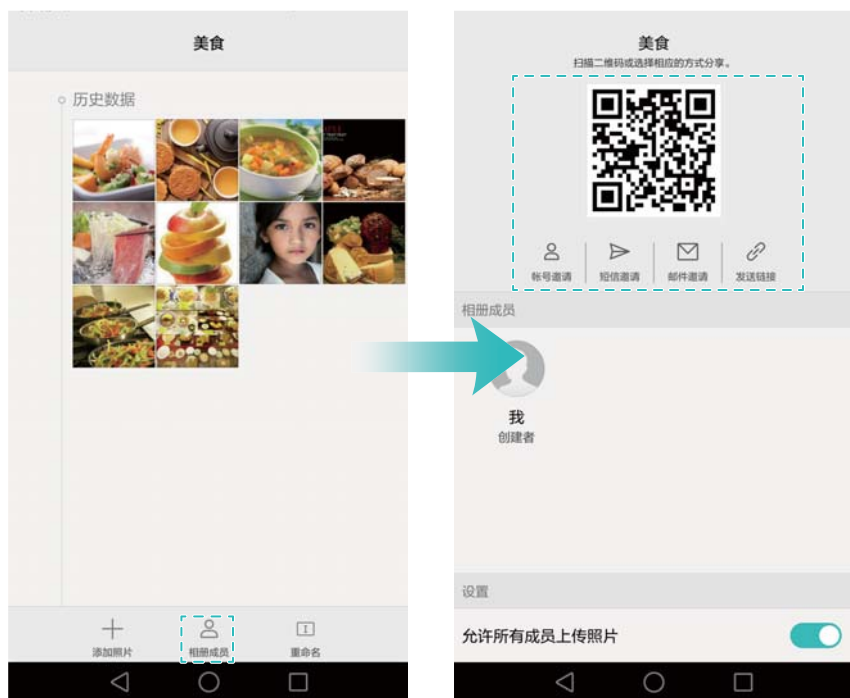 美食
历史数据
添加照片
相册成员
重命名
美食
扫描二维码或选择相应的方式分享。
帐号邀请
短信邀请
邮件邀请
发送链接
相册成员
我
创建者
设置
允许所有成员上传照片